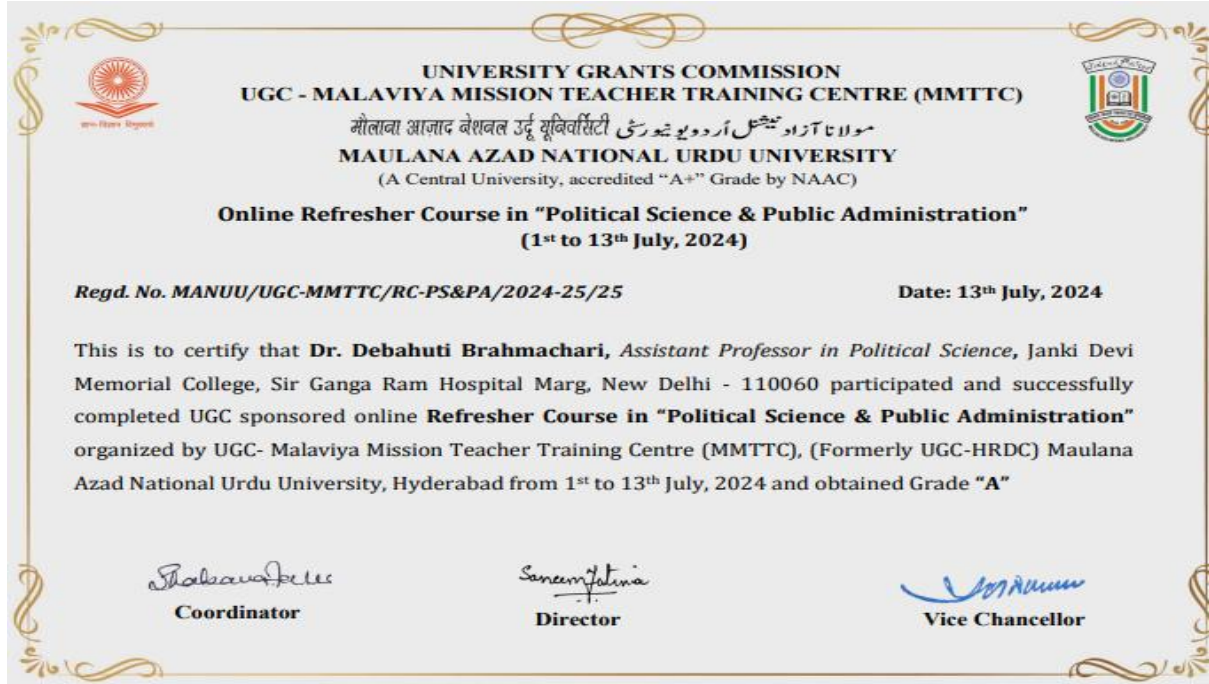 UNIVERSITY GRANTS COMMISSION
UGC - MALAVIYA MISSION TEACHER TRAINING CENTRE (MMTTC)
मौलाना आज़ाद नेशनल उर्दू यूनिवर्सिटी مولانا آزاد نیشنل اُردو یونیورسٹی
MAULANA AZAD NATIONAL URDU UNIVERSITY
(A Central University, accredited “A+” Grade by NAAC)
ज्ञान-विज्ञान विमुक्तये
Online Refresher Course in “Political Science & Public Administration”
(1st to 13th July, 2024)
Regd. No. MANUU/UGC-MMTTC/RC-PS&PA/2024-25/25 Date: 13th July, 2024
This is to certify that Dr. Debahuti Brahmachari, Assistant Professor in Political Science, Janki Devi
Memorial College, Sir Ganga Ram Hospital Marg, New Delhi - 110060 participated and successfully
completed UGC sponsored online Refresher Course in “Political Science & Public Administration”
organized by UGC- Malaviya Mission Teacher Training Centre (MMTTC), (Formerly UGC-HRDC) Maulana
Azad National Urdu University, Hyderabad from 1st to 13th July, 2024 and obtained Grade “A”
Coordinator Director Vice Chancellor